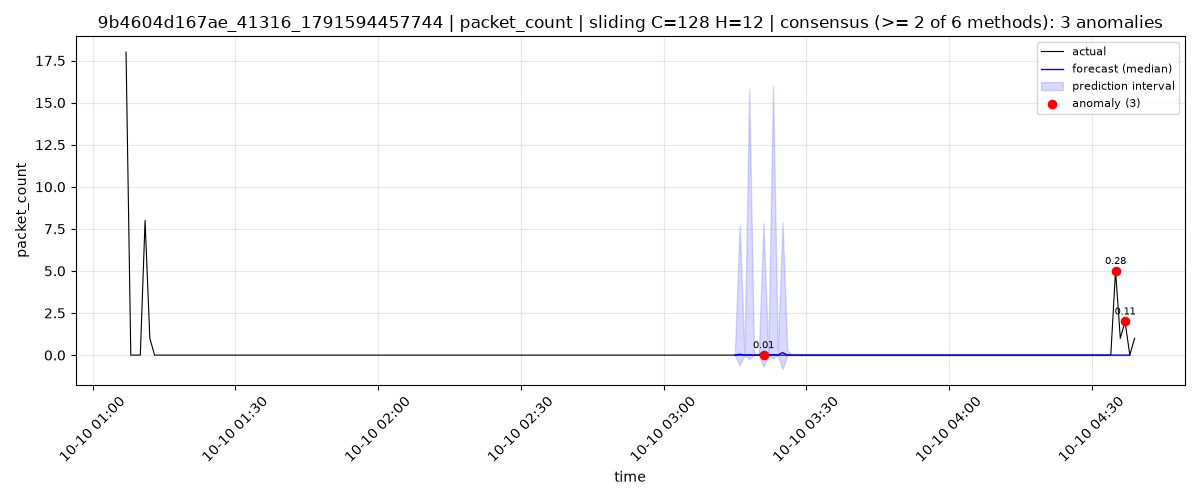 9b4604d167ae_41316_1791594457744 | packet_count | sliding C=128 H=12 | consensus (>= 2 of 6 methods): 3 anomalies
actual
forecast (median)
prediction interval
anomaly (3)
17.5
15.0
12.5
10.0
7.5
5.0
2.5
0.0
packet_count
0.28
0.11
0.01
10-10 01:00
10-10 01:30
10-10 02:00
10-10 02:30
10-10 03:00
10-10 03:30
10-10 04:00
10-10 04:30
time